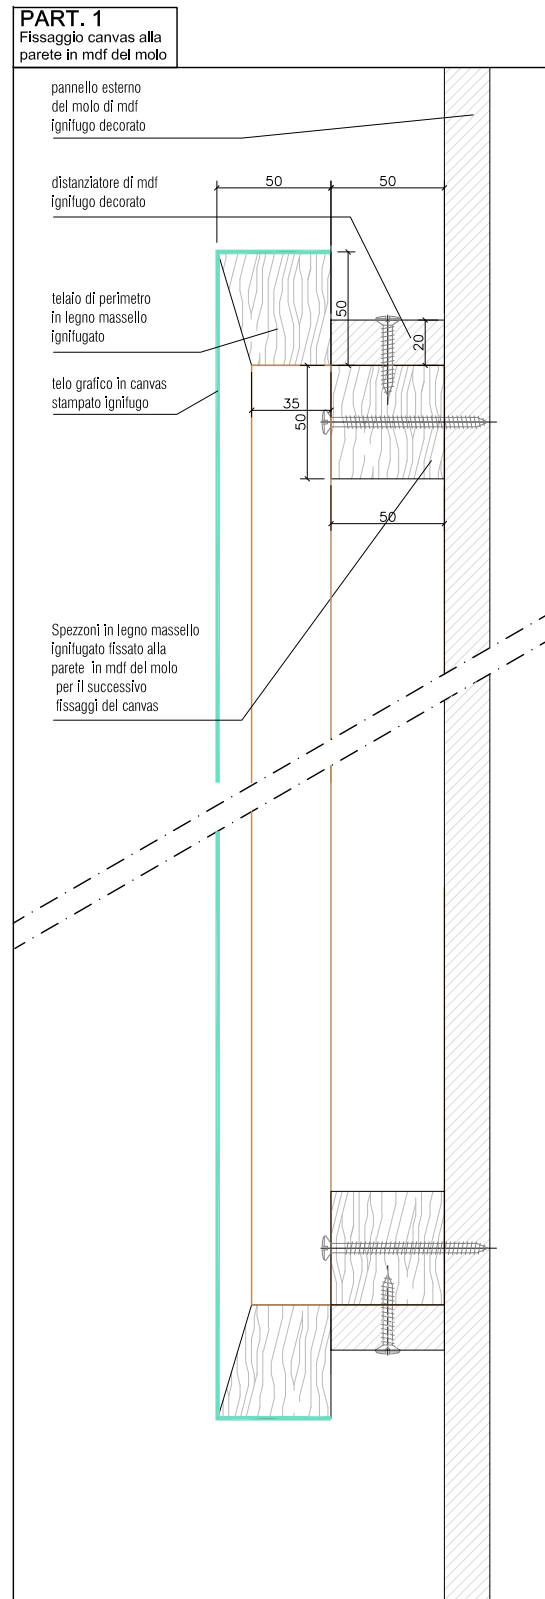 PART. 1
Fissaggio canvas alla
parete in mdf del molo
pannello esterno
del molo di mdf
ignifugo decorato
distanziatore di mdf
ignifugo decorato
50
50
telaio di perimetro
in legno massello
ignifugato
50
20
telo grafico in canvas
stampato ignifugo
35
50
50
Spezzoni in legno massello
ignifugato fissato alla
parete in mdf del molo
per il successivo
fissaggi del canvas